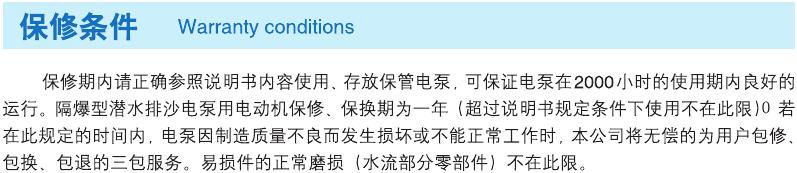 保修条件 Warranty conditions
保修期内请正确参照说明书内容使用、存放保管电泵，可保证电泵在2000小时的使用期内良好的
运行。隔爆型潜水排沙电泵用电动机保修、保换期为一年（超过说明书规定条件下使用不在此限)0 若
在此规定的时间内，电泵因制造质量不良而发生损坏或不能正常工作时，本公司将无偿的为用户包修、
包换、包退的三包服务。易损件的正常磨损（水流部分零部件）不在此限。